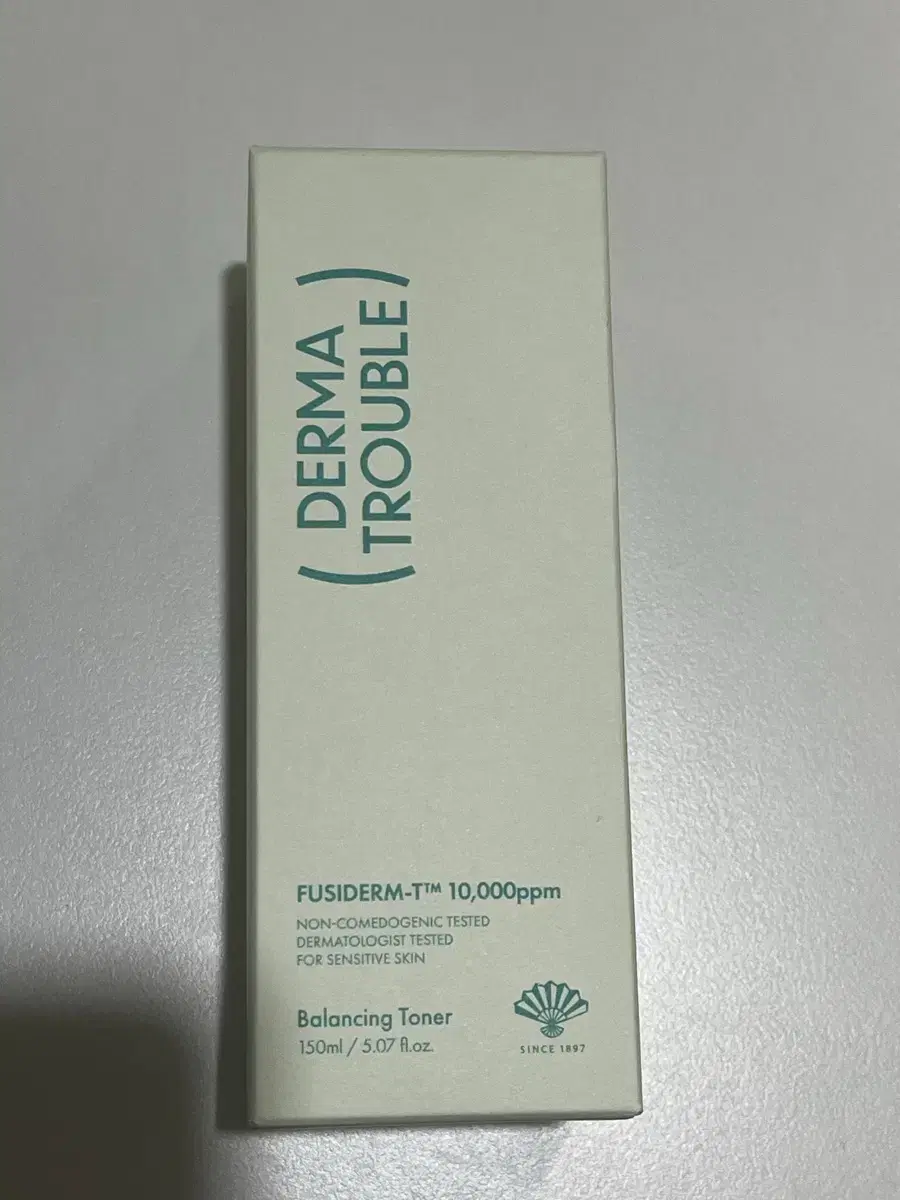 ( DERMA )
( TROUBLE )
FUSIDERM-T™ 10,000ppm
NON-COMEDOGENIC TESTED
DERMATOLOGIST TESTED
FOR SENSITIVE SKIN
Balancing Toner
150ml / 5.07 fl.oz.
SINCE 1897